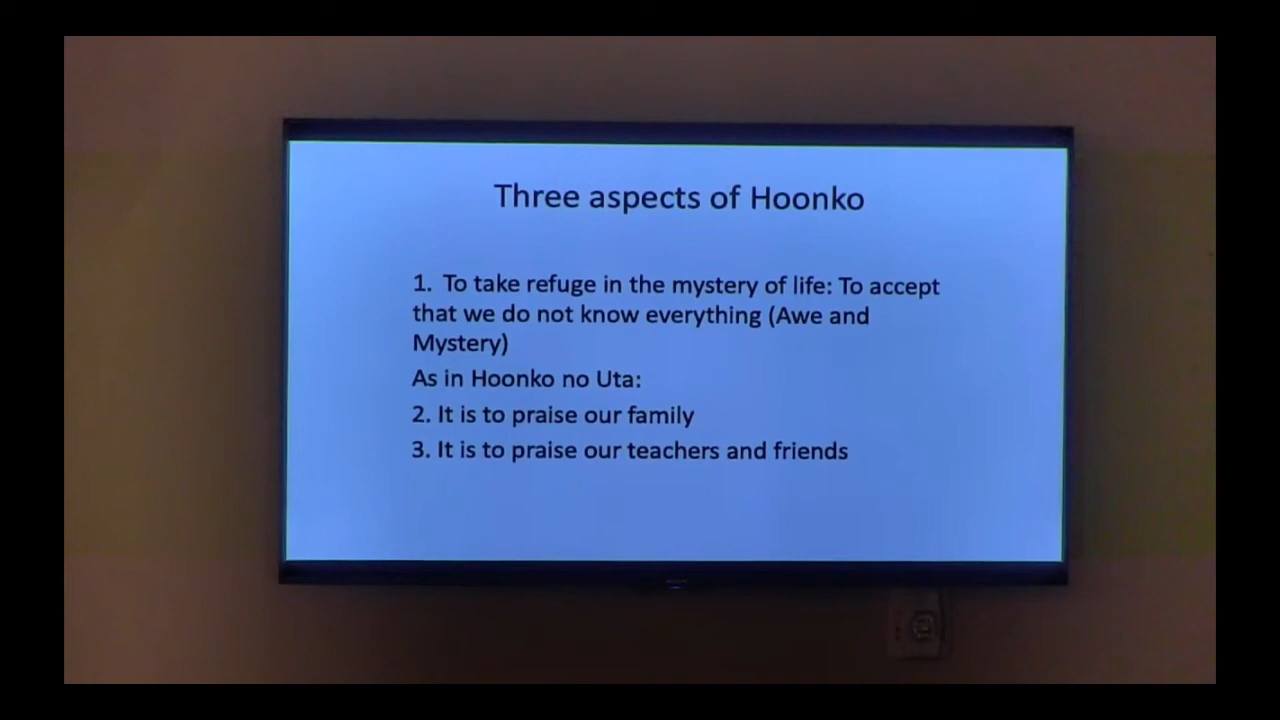 Three aspects of Hoonko
1. To take refuge in the mystery of life: To accept
that we do not know everything (Awe and
Mystery)
As in Hoonko no Uta:
2. It is to praise our family
3. It is to praise our teachers and friends